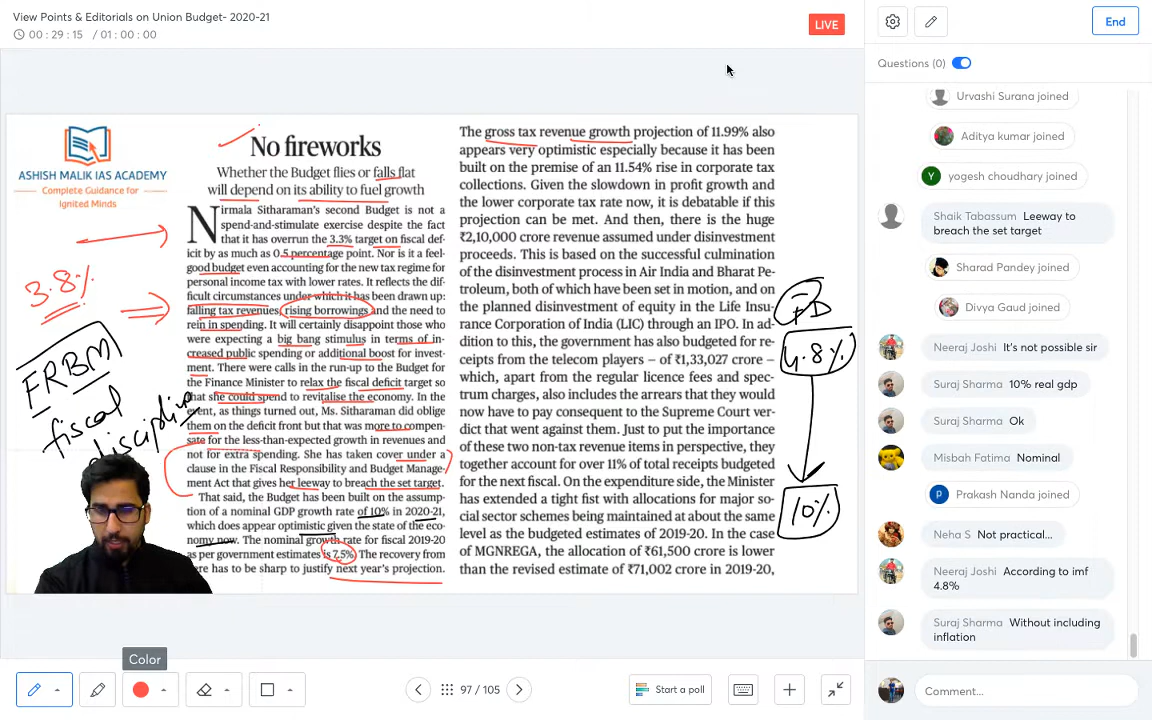 View Points & Editorials on Union Budget- 2020-21
00 : 29 : 15 / 01 : 00 : 00
LIVE
End
Questions (0)
ASHISH MALIK IAS ACADEMY
Complete Guidance for
Ignited Minds
3.8%
FRBM
fiscal
discipline
No fireworks
Whether the Budget flies or falls flat
will depend on its ability to fuel growth
Nirmala Sitharaman's second Budget is not a
spend-and-stimulate exercise despite the fact
that it has overrun the 3.3% target on fiscal def-
icit by as much as 0.5 percentage point. Nor is it a feel-
good budget even accounting for the new tax regime for
personal income tax with lower rates. It reflects the dif-
ficult circumstances under which it has been drawn up:
falling tax revenues, rising borrowings and the need to
rein in spending. It will certainly disappoint those who
were expecting a big bang stimulus in terms of in-
creased public spending or additional boost for invest-
ment. There were calls in the run-up to the Budget for
the Finance Minister to relax the fiscal deficit target so
that she could spend to revitalise the economy. In the
event, as things turned out, Ms. Sitharaman did oblige
them on the deficit front but that was more to compen-
sate for the less-than-expected growth in revenues and
not for extra spending. She has taken cover under a
clause in the Fiscal Responsibility and Budget Manage-
ment Act that gives her leeway to breach the set target.
That said, the Budget has been built on the assump-
tion of a nominal GDP growth rate of 10% in 2020-21,
which does appear optimistic given the state of the eco-
nomy now. The nominal growth rate for fiscal 2019-20
as per government estimates is 7.5%. The recovery from
here has to be sharp to justify next year's projection.
The gross tax revenue growth projection of 11.99% also
appears very optimistic especially because it has been
built on the premise of an 11.54% rise in corporate tax
collections. Given the slowdown in profit growth and
the lower corporate tax rate now, it is debatable if this
projection can be met. And then, there is the huge
₹2,10,000 crore revenue assumed under disinvestment
proceeds. This is based on the successful culmination
of the disinvestment process in Air India and Bharat Pe-
troleum, both of which have been set in motion, and on
the planned disinvestment of equity in the Life Insu-
rance Corporation of India (LIC) through an IPO. In ad-
dition to this, the government has also budgeted for re-
ceipts from the telecom players – of ₹1,33,027 crore –
which, apart from the regular licence fees and spec-
trum charges, also includes the arrears that they would
now have to pay consequent to the Supreme Court ver-
dict that went against them. Just to put the importance
of these two non-tax revenue items in perspective, they
together account for over 11% of total receipts budgeted
for the next fiscal. On the expenditure side, the Minister
has extended a tight fist with allocations for major so-
cial sector schemes being maintained at about the same
level as the budgeted estimates of 2019-20. In the case
of MGNREGA, the allocation of ₹61,500 crore is lower
than the revised estimate of ₹71,002 crore in 2019-20,
4.8%
10%
Urvashi Surana joined
Aditya kumar joined
Y yogesh choudhary joined
Shaik Tabassum Leeway to
breach the set target
Sharad Pandey joined
Divya Gaud joined
Neeraj Joshi It's not possible sir
Suraj Sharma 10% real gdp
Suraj Sharma Ok
Misbah Fatima Nominal
P Prakash Nanda joined
Neha S Not practical...
Neeraj Joshi According to imf
4.8%
Suraj Sharma Without including
inflation
Color
97 / 105
Start a poll
Comment...